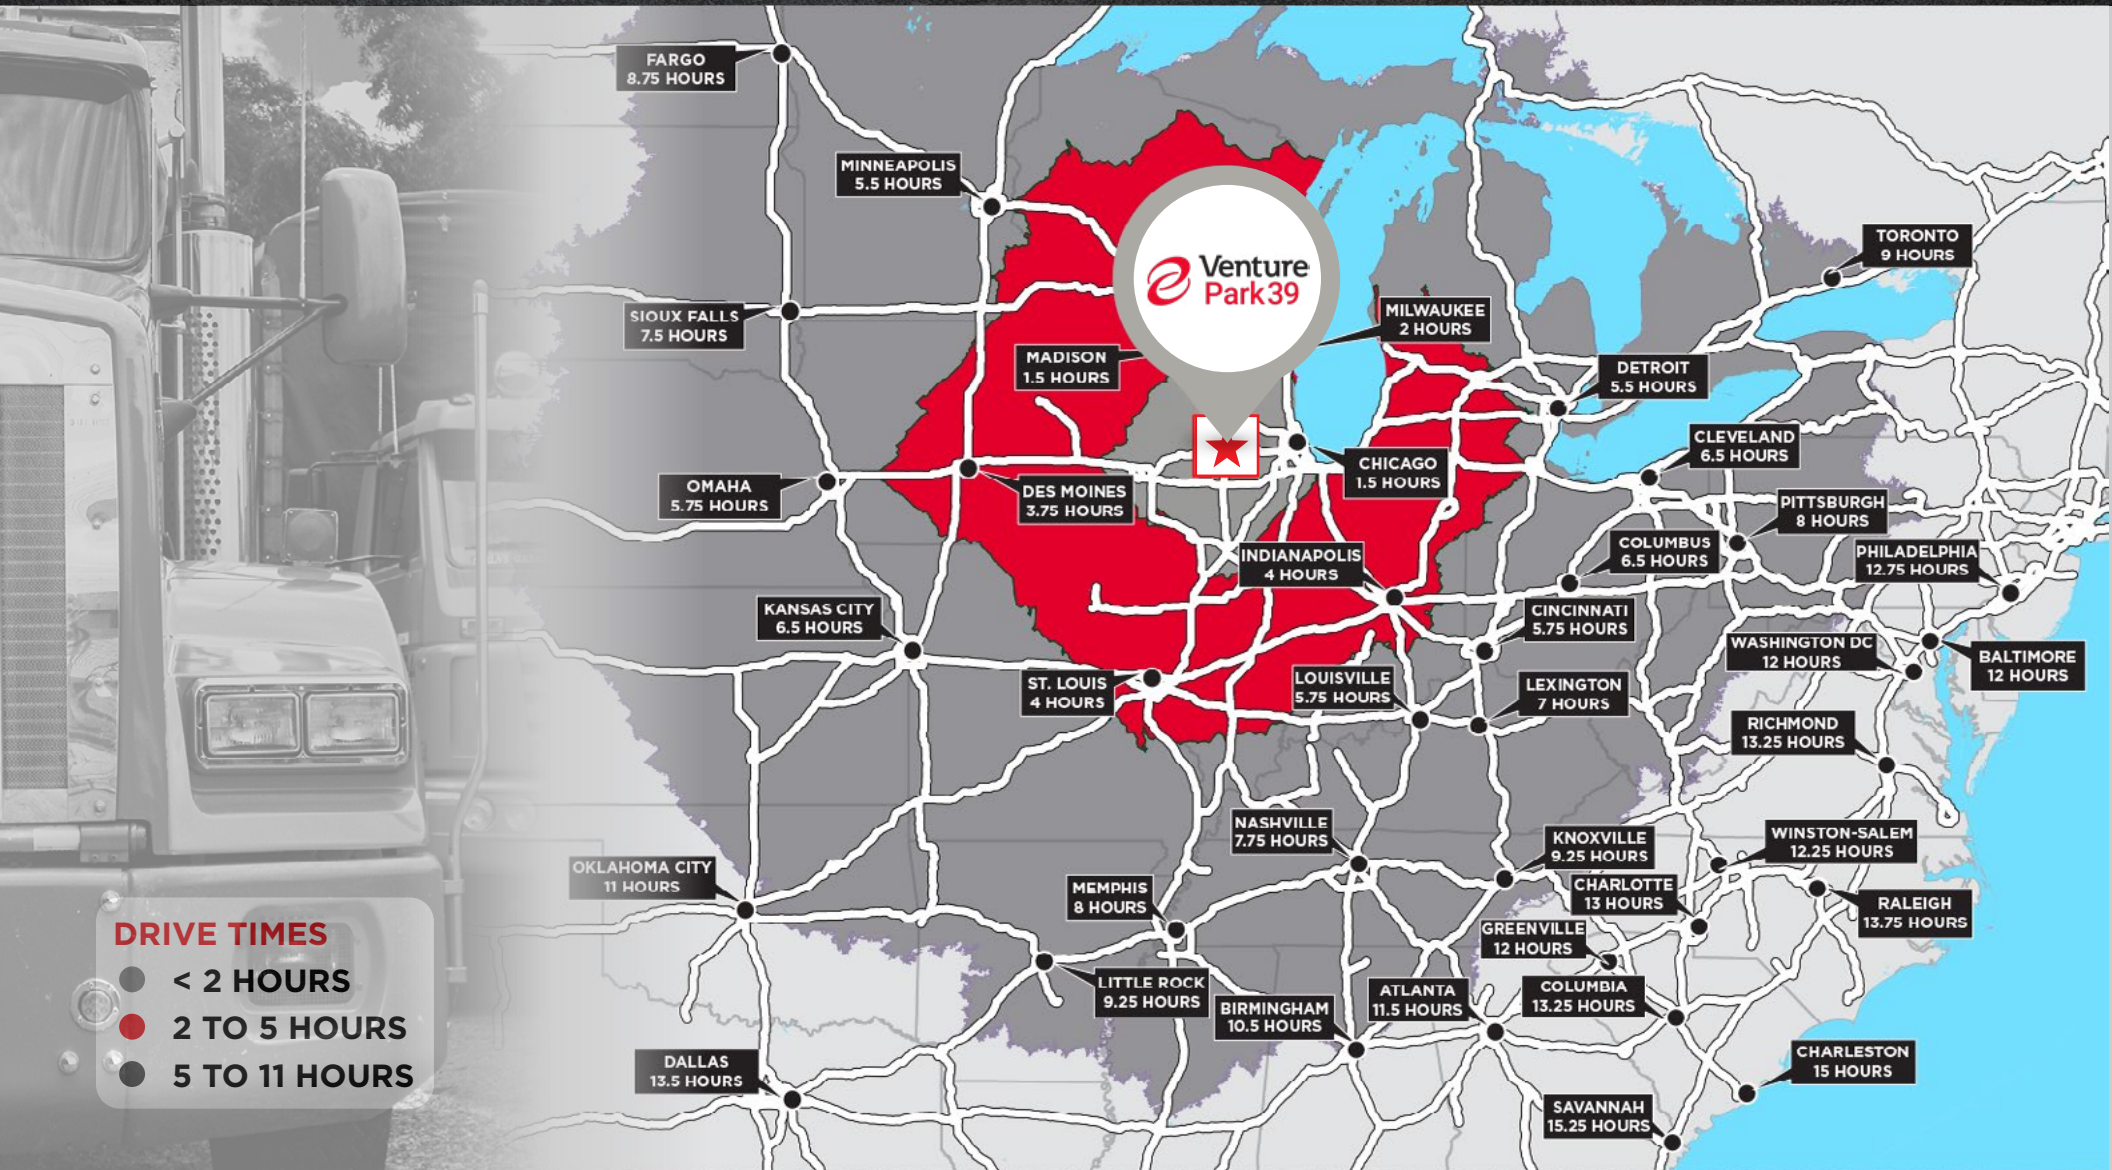 FARGO
8.75 HOURS
MINNEAPOLIS
5.5 HOURS
TORONTO
9 HOURS
Venture
Park39
SIOUX FALLS
7.5 HOURS
MILWAUKEE
2 HOURS
MADISON
1.5 HOURS
DETROIT
5.5 HOURS
CLEVELAND
6.5 HOURS
CHICAGO
1.5 HOURS
OMAHA
5.75 HOURS
DES MOINES
3.75 HOURS
PITTSBURGH
8 HOURS
COLUMBUS
6.5 HOURS
INDIANAPOLIS
4 HOURS
PHILADELPHIA
12.75 HOURS
KANSAS CITY
6.5 HOURS
CINCINNATI
5.75 HOURS
WASHINGTON DC
12 HOURS
BALTIMORE
12 HOURS
ST. LOUIS
4 HOURS
LOUISVILLE
5.75 HOURS
LEXINGTON
7 HOURS
RICHMOND
13.25 HOURS
NASHVILLE
7.75 HOURS
KNOXVILLE
9.25 HOURS
WINSTON-SALEM
12.25 HOURS
OKLAHOMA CITY
11 HOURS
MEMPHIS
8 HOURS
CHARLOTTE
13 HOURS
RALEIGH
13.75 HOURS
GREENVILLE
12 HOURS
LITTLE ROCK
9.25 HOURS
BIRMINGHAM
10.5 HOURS
ATLANTA
11.5 HOURS
COLUMBIA
13.25 HOURS
DALLAS
13.5 HOURS
CHARLESTON
15 HOURS
SAVANNAH
15.25 HOURS
DRIVE TIMES
< 2 HOURS
2 TO 5 HOURS
5 TO 11 HOURS